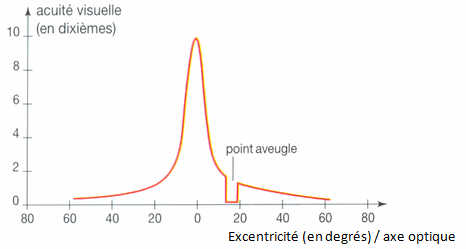 acuité visuelle
(en dixièmes)
10
8
6
4
2
0
point aveugle
80 60 40 20 0 20 40 60 80
Excentricité (en degrés) / axe optique